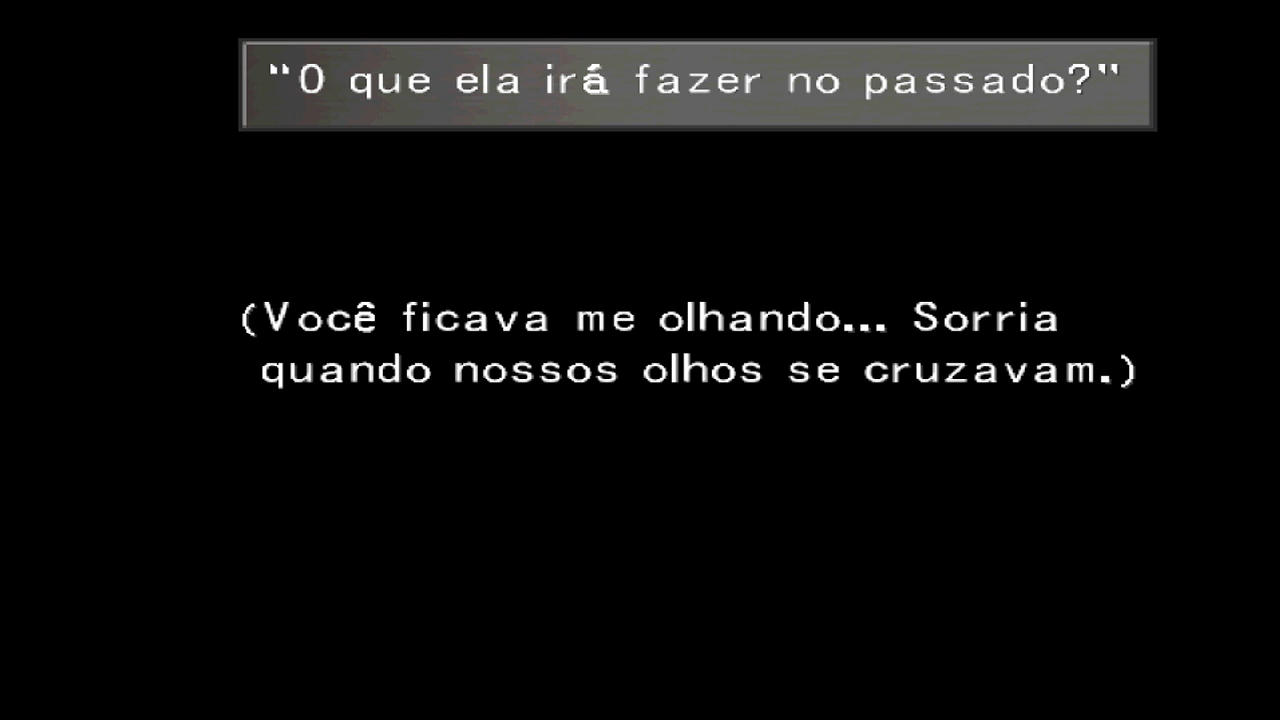 “O que ela irá fazer no passado?”
(Você ficava me olhando... Sorria
quando nossos olhos se cruzavam.)